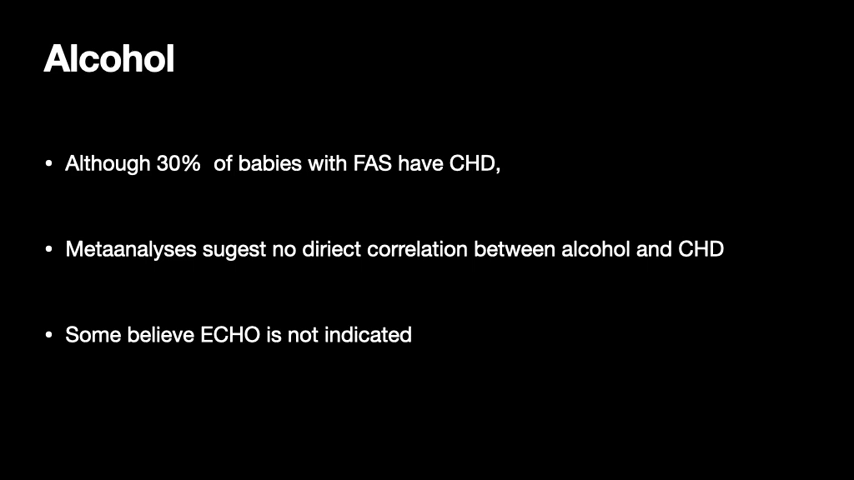 Alcohol
• Although 30%  of babies with FAS have CHD,
• Metaanalyses sugest no diriect correlation between alcohol and CHD
• Some believe ECHO is not indicated